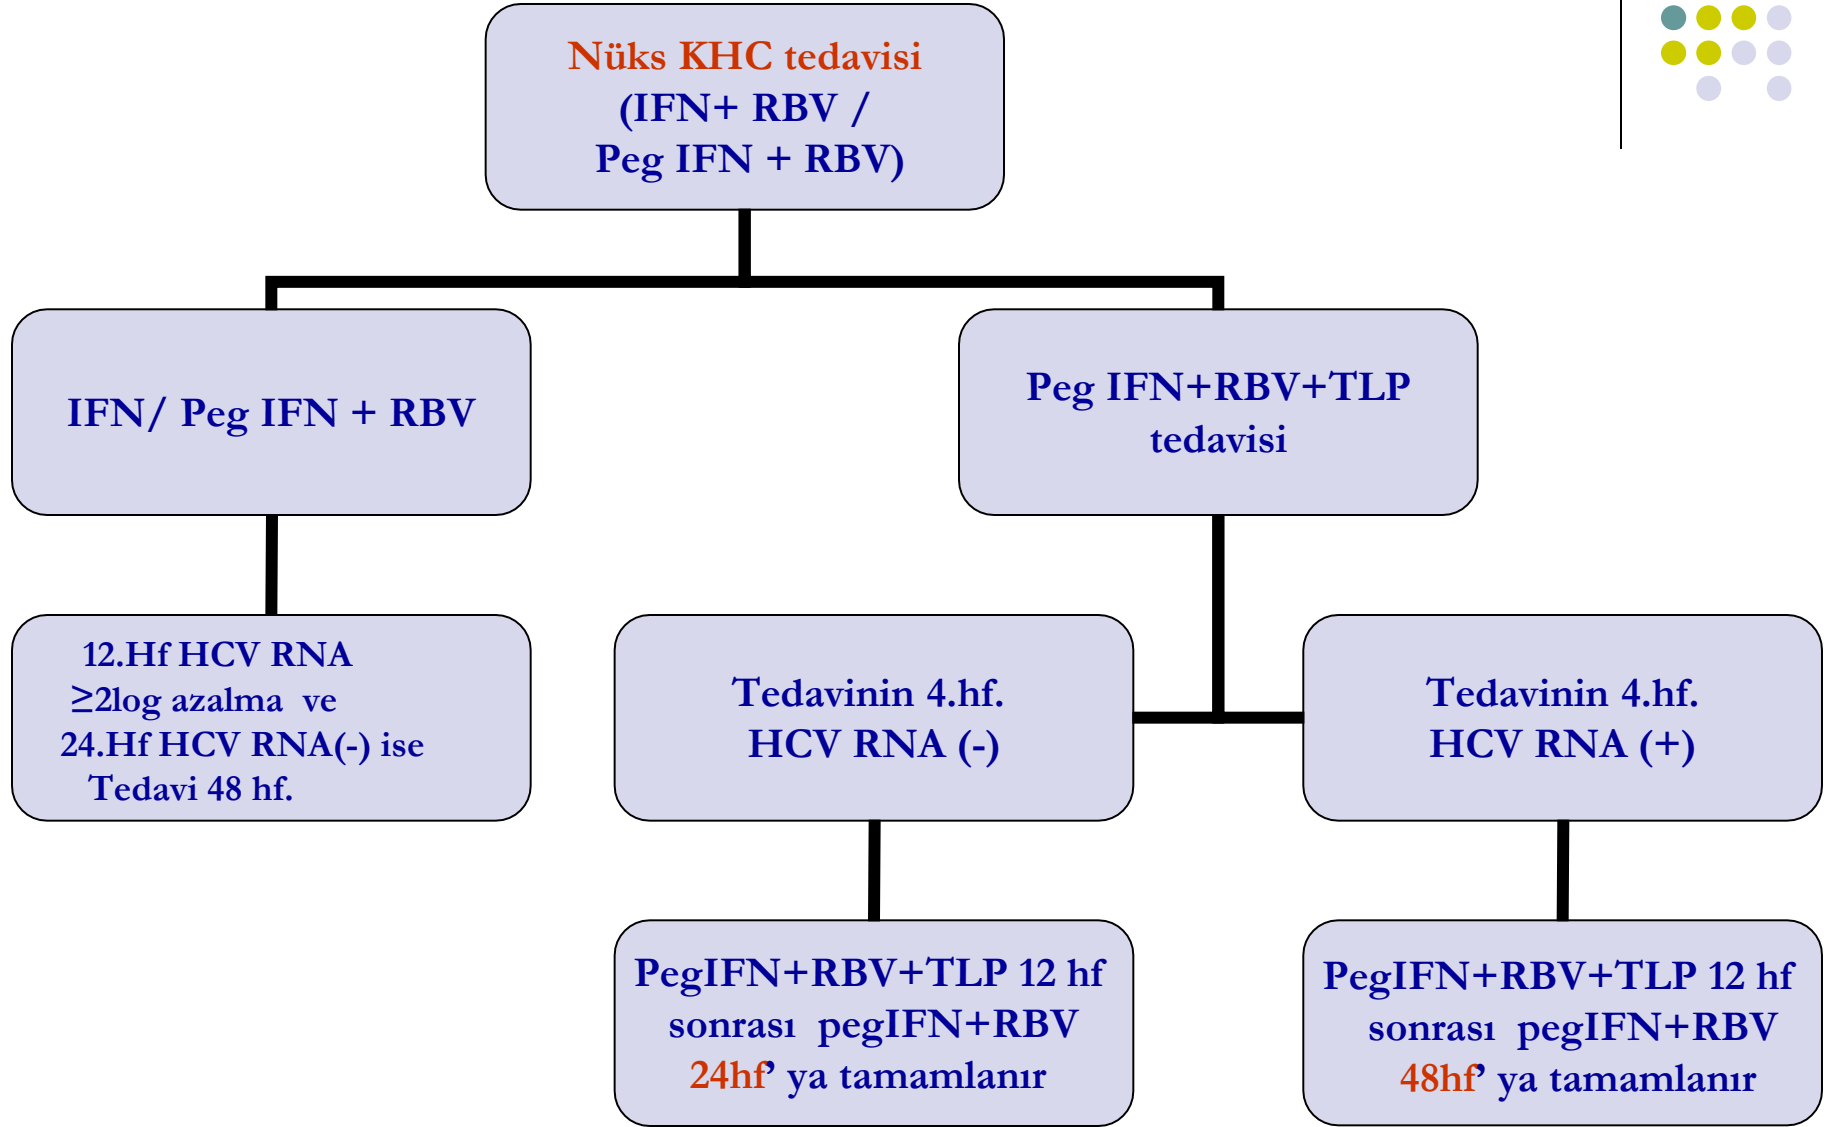 Nüks KHC tedavisi
(IFN+ RBV /
Peg IFN + RBV)
IFN/ Peg IFN + RBV
Peg IFN+RBV+TLP
tedavisi
12.Hf HCV RNA
≥2log azalma ve
24.Hf HCV RNA(-) ise
Tedavi 48 hf.
Tedavinin 4.hf.
HCV RNA (-)
Tedavinin 4.hf.
HCV RNA (+)
PegIFN+RBV+TLP 12 hf
sonrası pegIFN+RBV
24hf’ ya tamamlanır
PegIFN+RBV+TLP 12 hf
sonrası pegIFN+RBV
48hf’ ya tamamlanır